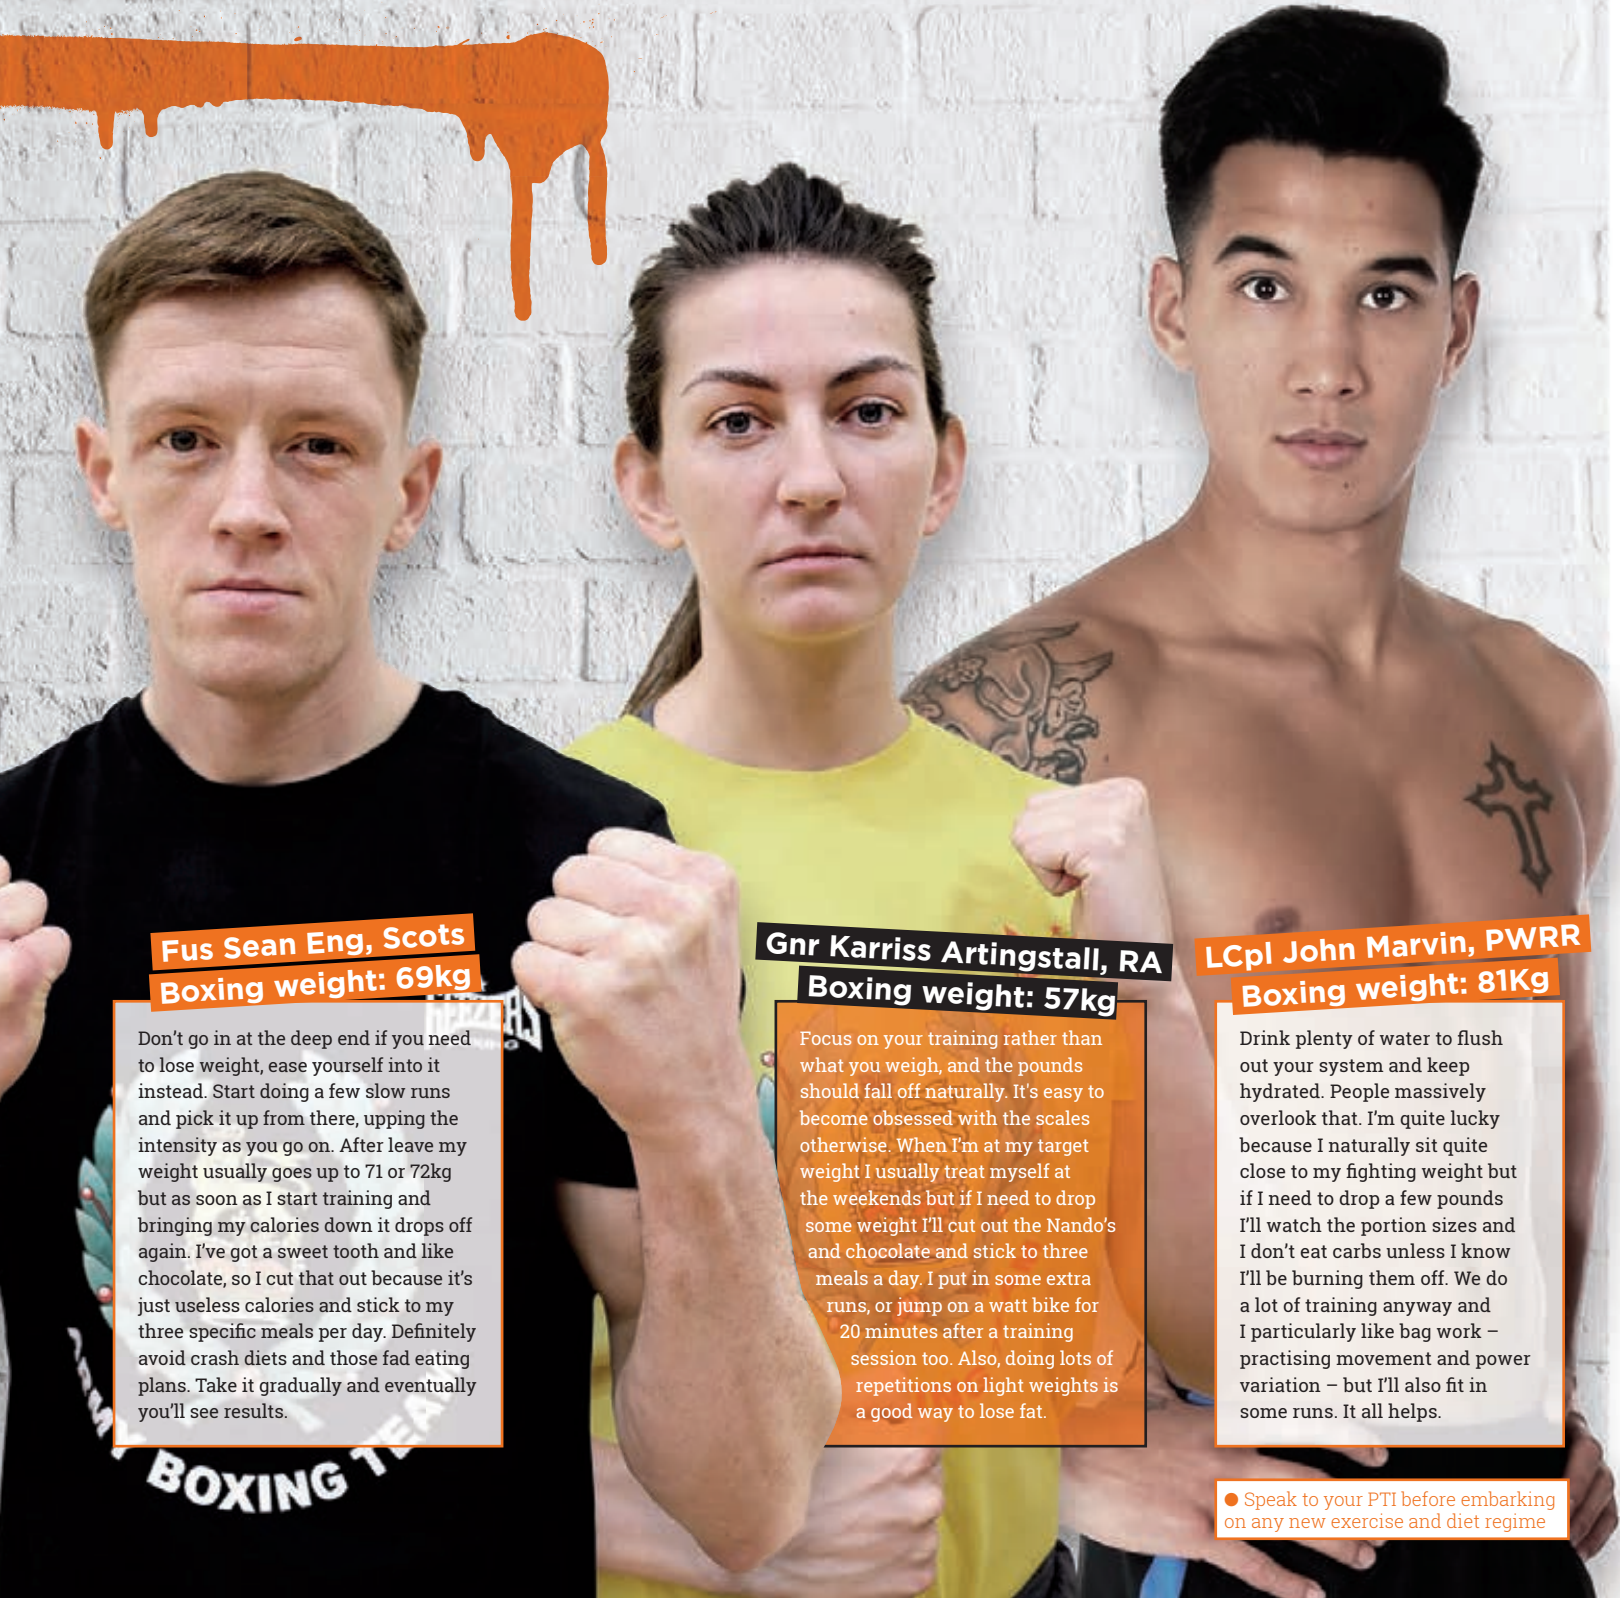 Fus Sean Eng, Scots
Boxing weight: 69kg
Don’t go in at the deep end if you need
to lose weight, ease yourself into it
instead. Start doing a few slow runs
and pick it up from there, upping the
intensity as you go on. After leave my
weight usually goes up to 71 or 72kg
but as soon as I start training and
bringing my calories down it drops off
again. I’ve got a sweet tooth and like
chocolate, so I cut that out because it’s
just useless calories and stick to my
three specific meals per day. Definitely
avoid crash diets and those fad eating
plans. Take it gradually and eventually
you’ll see results.
ARMY BOXING TEAM
Gnr Karriss Artingstall, RA
Boxing weight: 57kg
Focus on your training rather than
what you weigh, and the pounds
should fall off naturally. It's easy to
become obsessed with the scales
otherwise. When I’m at my target
weight I usually treat myself at
the weekends but if I need to drop
some weight I’ll cut out the Nando’s
and chocolate and stick to three
meals a day. I put in some extra
runs, or jump on a watt bike for
20 minutes after a training
session too. Also, doing lots of
repetitions on light weights is
a good way to lose fat.
LCpl John Marvin, PWRR
Boxing weight: 81Kg
Drink plenty of water to flush
out your system and keep
hydrated. People massively
overlook that. I’m quite lucky
because I naturally sit quite
close to my fighting weight but
if I need to drop a few pounds
I’ll watch the portion sizes and
I don’t eat carbs unless I know
I’ll be burning them off. We do
a lot of training anyway and
I particularly like bag work –
practising movement and power
variation – but I’ll also fit in
some runs. It all helps.
● Speak to your PTI before embarking
on any new exercise and diet regime